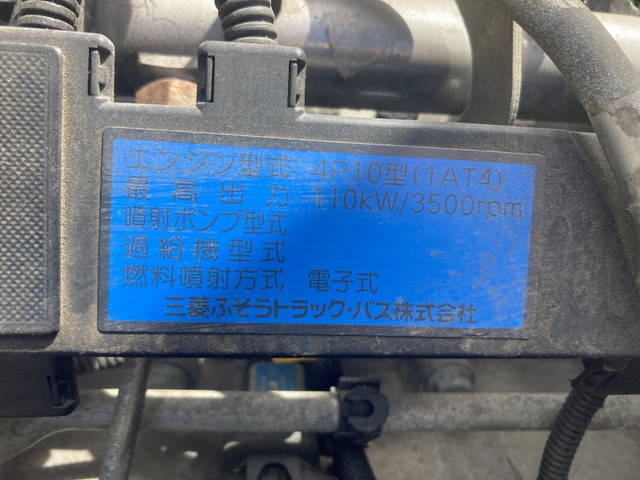 エンジン型式 4P10型(1AT4)
最高出力 110kW/3500rpm
噴射ポンプ型式
過給機型式
燃料噴射方式 電子式
三菱ふそうトラック・バス株式会社